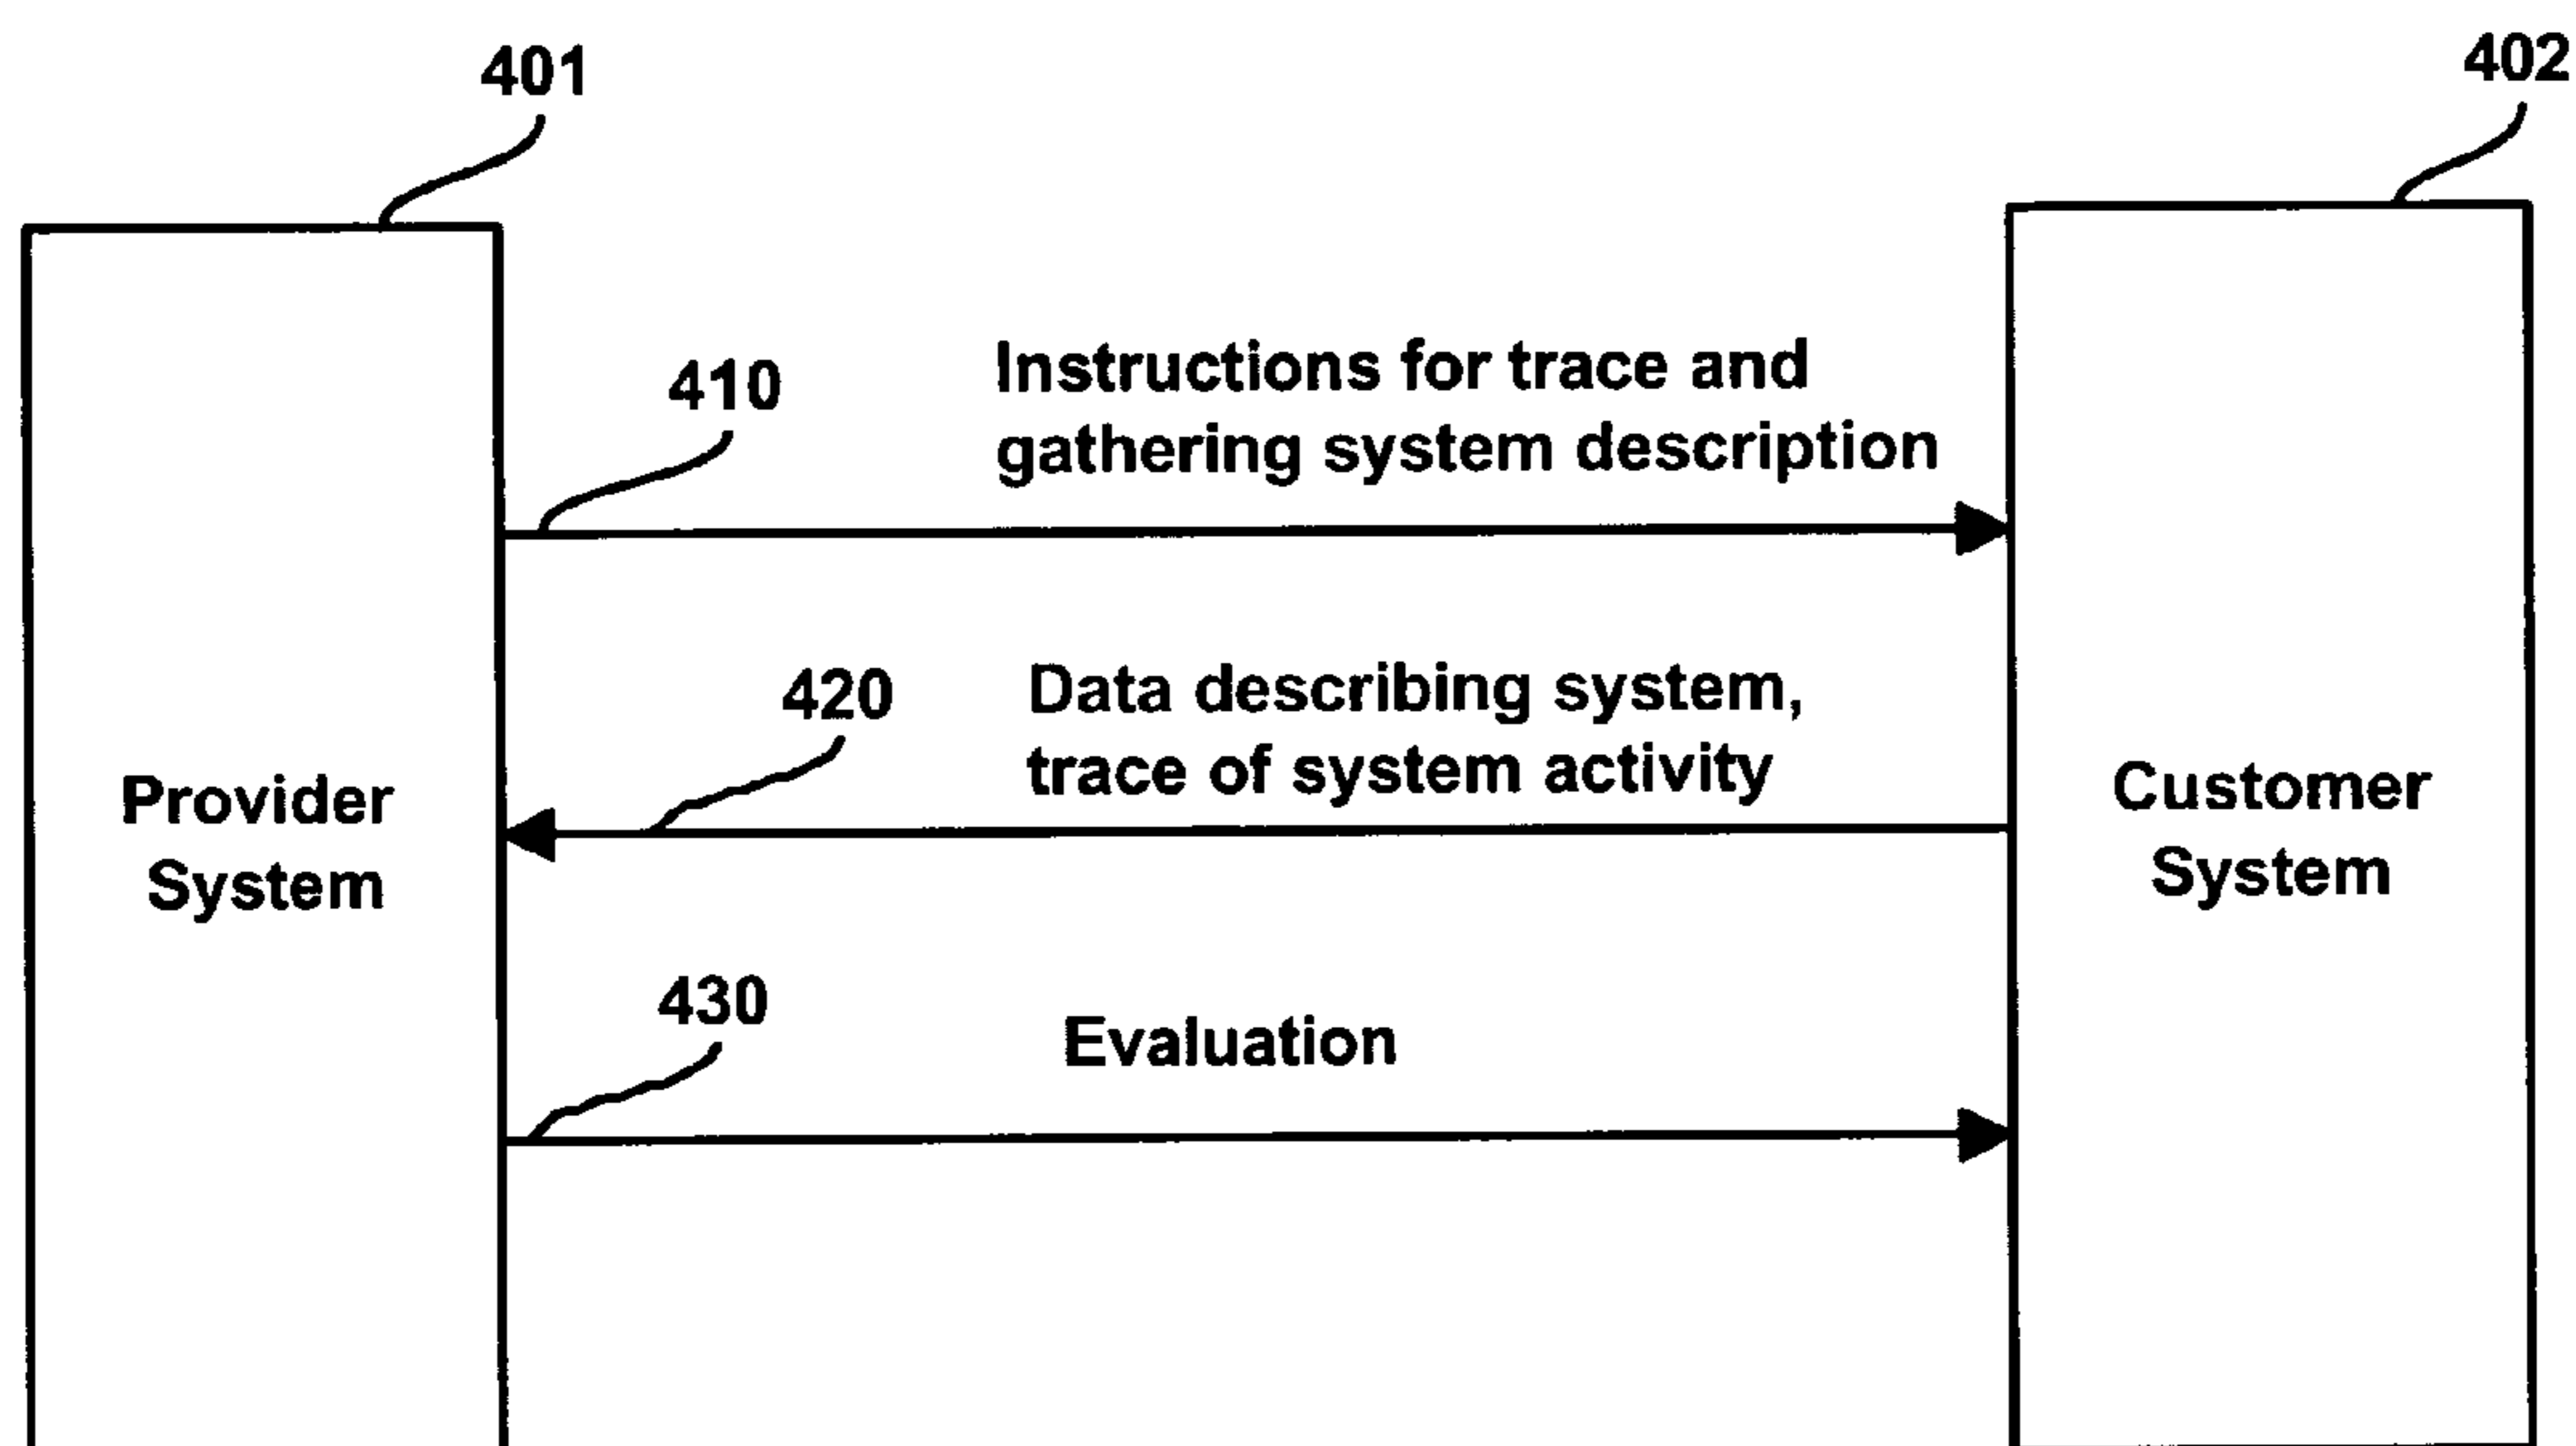 401
402
410
Instructions for trace and
gathering system description
420
Data describing system,
trace of system activity
Provider
System
Customer
System
430
Evaluation